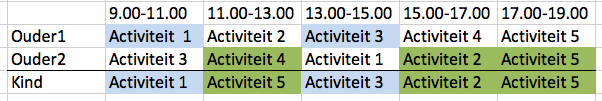 9.00-11.00 11.00-13.00 13.00-15.00 15.00-17.00 17.00-19.00
Ouder1 Activiteit 1 Activiteit 2 Activiteit 3 Activiteit 4 Activiteit 5
Ouder2 Activiteit 3 Activiteit 4 Activiteit 1 Activiteit 2 Activiteit 5
Kind Activiteit 1 Activiteit 5 Activiteit 3 Activiteit 2 Activiteit 5